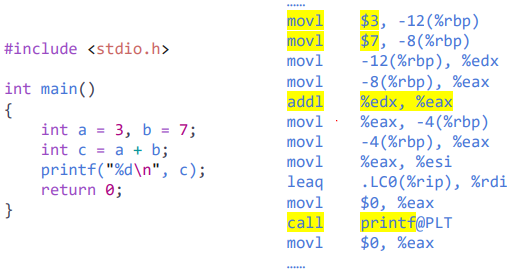 #include <stdio.h>
int main()
{
    int a = 3, b = 7;
    int c = a + b;
    printf("%d\n", c);
    return 0;
}
……
movl    $3, -12(%rbp)
movl    $7, -8(%rbp)
movl    -12(%rbp), %edx
movl    -8(%rbp), %eax
addl    %edx, %eax
movl    %eax, -4(%rbp)
movl    -4(%rbp), %eax
movl    %eax, %esi
leaq    .LC0(%rip), %rdi
movl    $0, %eax
call    printf@PLT
movl    $0, %eax
……